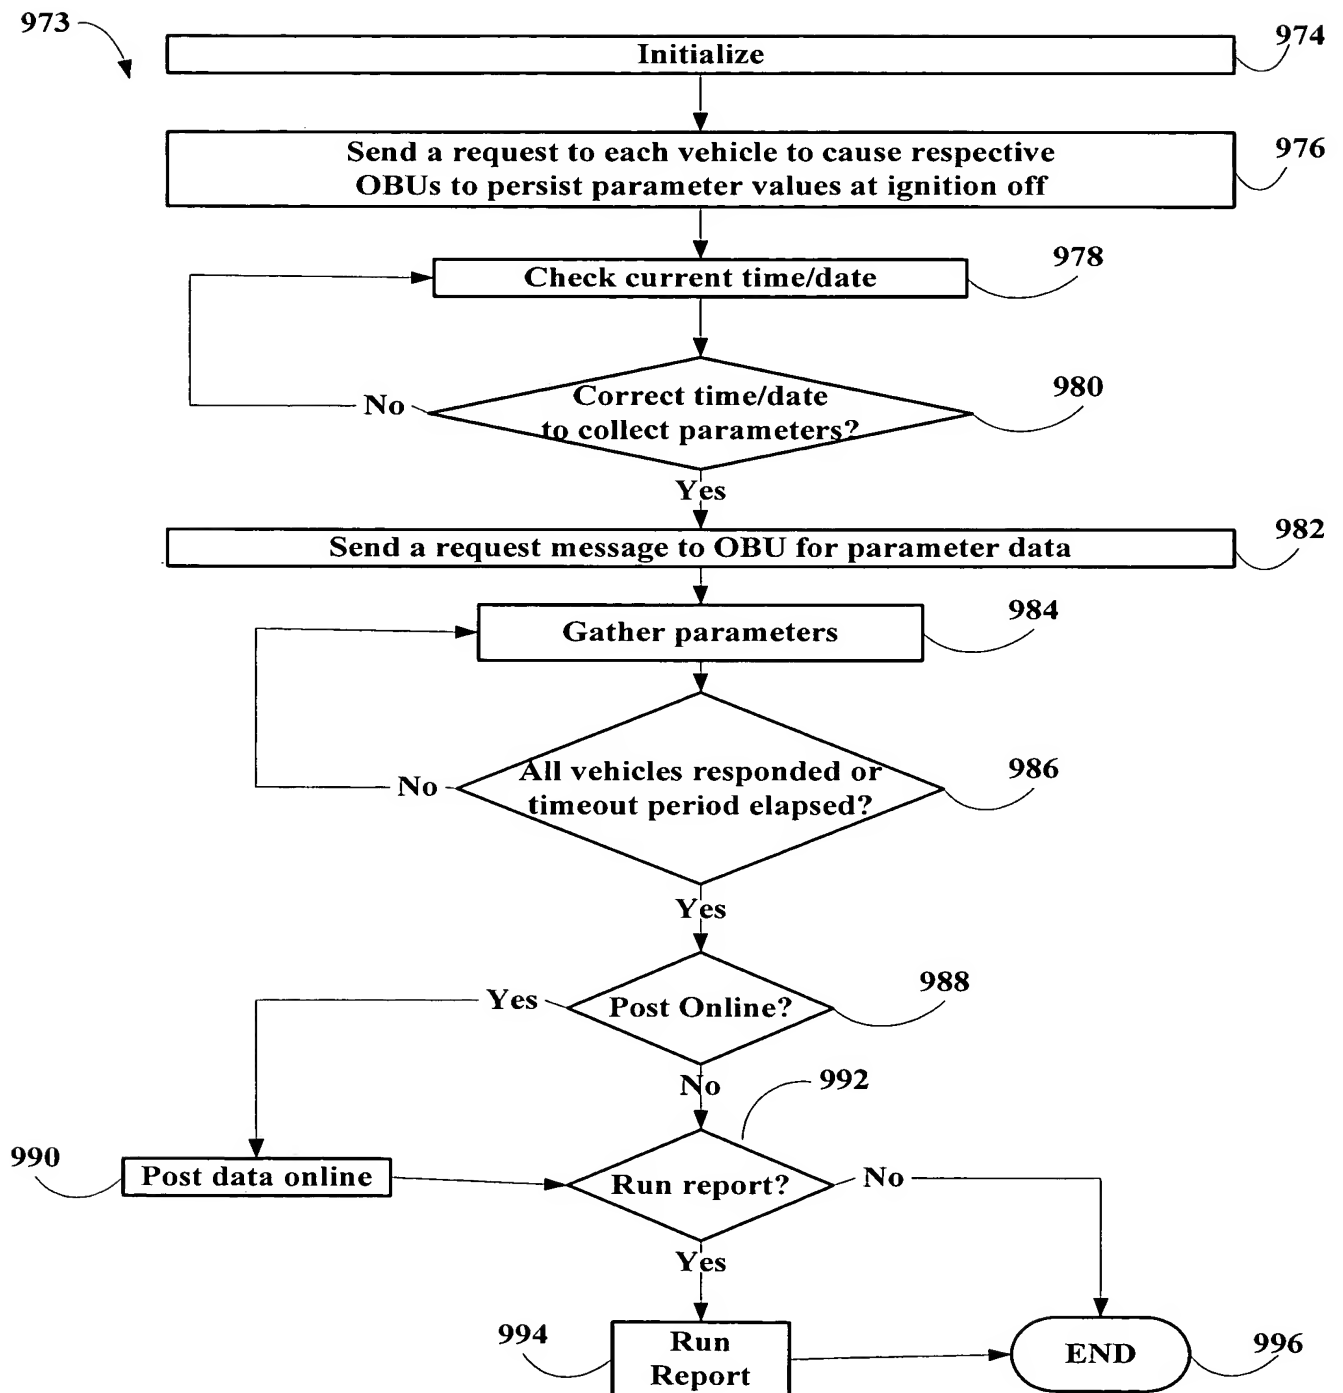 973
974
Initialize
976
Send a request to each vehicle to cause respective
OBUs to persist parameter values at ignition off
978
Check current time/date
980
Correct time/date
to collect parameters?
No
Yes
982
Send a request message to OBU for parameter data
984
Gather parameters
986
All vehicles responded or
timeout period elapsed?
No
Yes
988
Post Online?
Yes
No
992
990
Post data online
Run report?
No
Yes
994
Run
Report
END
996